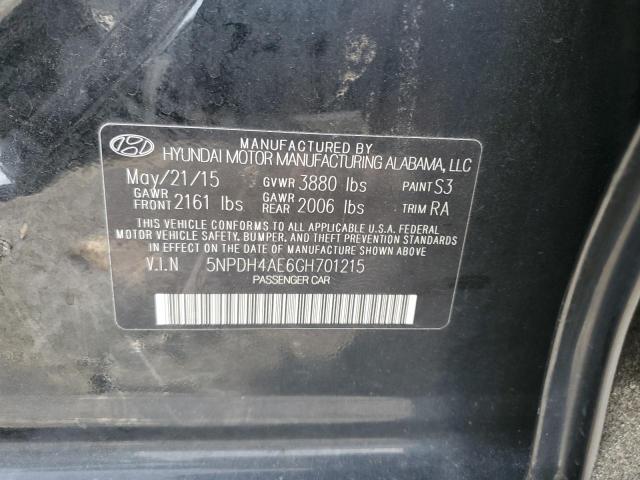 MANUFACTURED BY
HYUNDAI MOTOR MANUFACTURING ALABAMA, LLC
May/21/15 GVWR 3880 lbs PAINT S3
GAWR FRONT 2161 lbs GAWR REAR 2006 lbs TRIM RA
THIS VEHICLE CONFORMS TO ALL APPLICABLE U.S.A. FEDERAL
MOTOR VEHICLE SAFETY, BUMPER, AND THEFT PREVENTION STANDARDS
IN EFFECT ON THE DATE OF MANUFACTURE SHOWN ABOVE
V.I.N 5NPDH4AE6GH701215
PASSENGER CAR